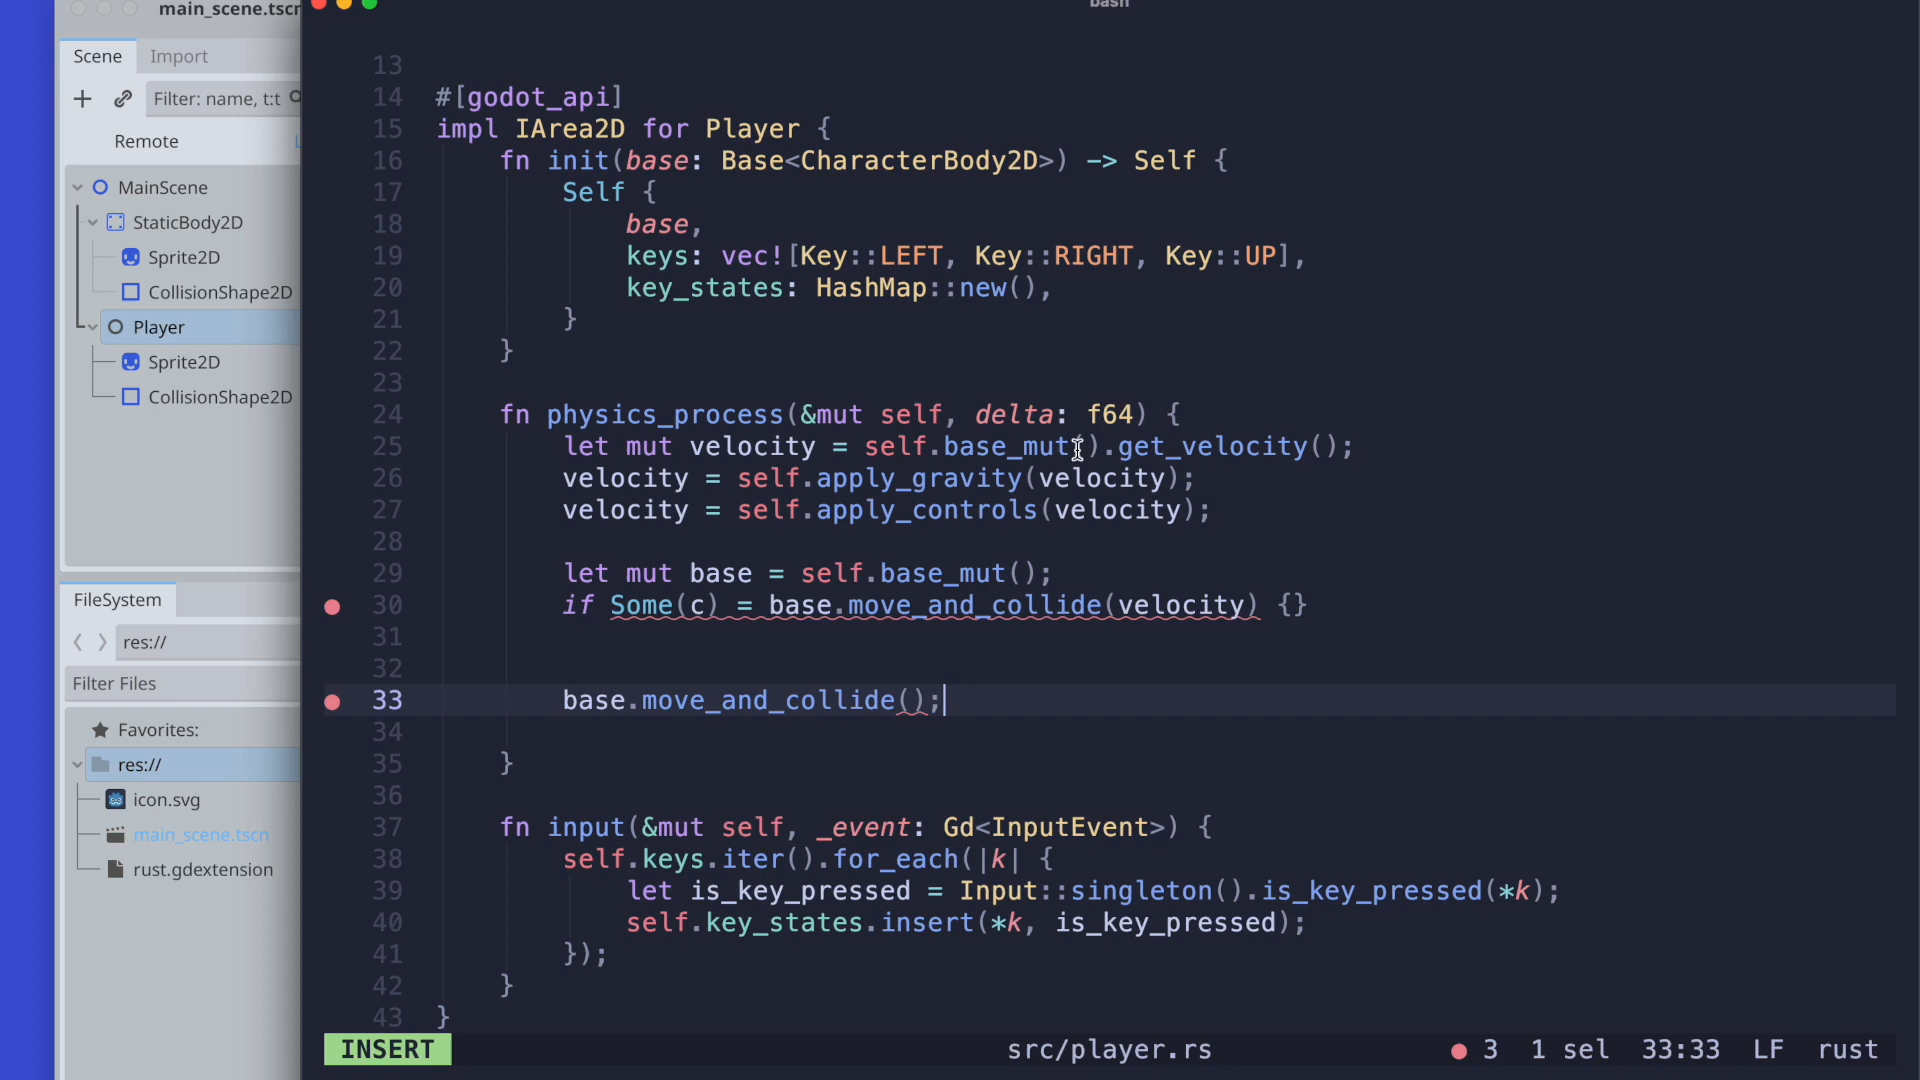 main_scene.tscn
Scene
Import
Filter: name, t:t
Remote
MainScene
StaticBody2D
Sprite2D
CollisionShape2D
Player
Sprite2D
CollisionShape2D
FileSystem
res://
Filter Files
Favorites:
res://
icon.svg
main_scene.tscn
rust.gdextension
bash
13
14 #[godot_api]
15 impl IArea2D for Player {
16 fn init(base: Base<CharacterBody2D>) -> Self {
17 Self {
18 base,
19 keys: vec![Key::LEFT, Key::RIGHT, Key::UP],
20 key_states: HashMap::new(),
21 }
22 }
23
24 fn physics_process(&mut self, delta: f64) {
25 let mut velocity = self.base_mut().get_velocity();
26 velocity = self.apply_gravity(velocity);
27 velocity = self.apply_controls(velocity);
28
29 let mut base = self.base_mut();
30 if Some(c) = base.move_and_collide(velocity) {}
31
32
33 base.move_and_collide();
34
35 }
36
37 fn input(&mut self, _event: Gd<InputEvent>) {
38 self.keys.iter().for_each(|k| {
39 let is_key_pressed = Input::singleton().is_key_pressed(*k);
40 self.key_states.insert(*k, is_key_pressed);
41 });
42 }
43 }
INSERT src/player.rs 3 1 sel 33:33 LF rust